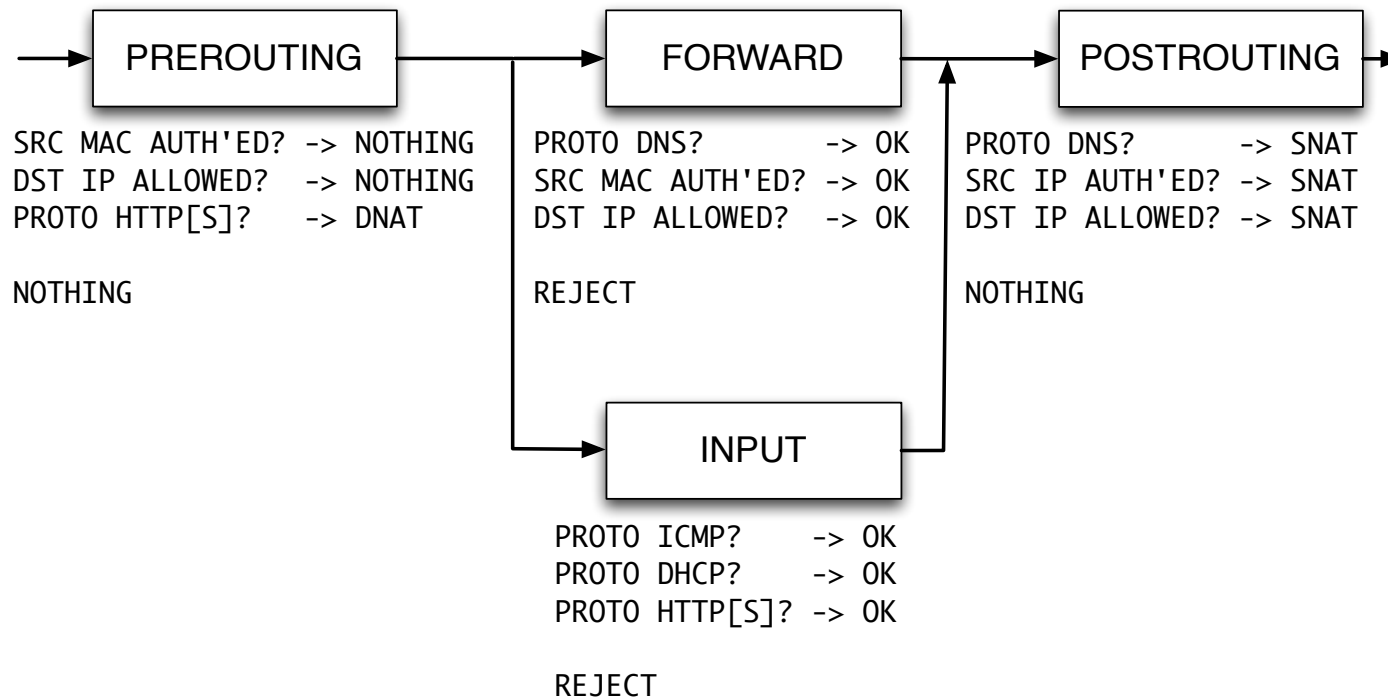 PREROUTING
SRC MAC AUTH'ED? -> NOTHING
DST IP ALLOWED? -> NOTHING
PROTO HTTP[S]? -> DNAT
NOTHING
FORWARD
PROTO DNS? -> OK
SRC MAC AUTH'ED? -> OK
DST IP ALLOWED? -> OK
REJECT
POSTROUTING
PROTO DNS? -> SNAT
SRC IP AUTH'ED? -> SNAT
DST IP ALLOWED? -> SNAT
NOTHING
INPUT
PROTO ICMP? -> OK
PROTO DHCP? -> OK
PROTO HTTP[S]? -> OK
REJECT